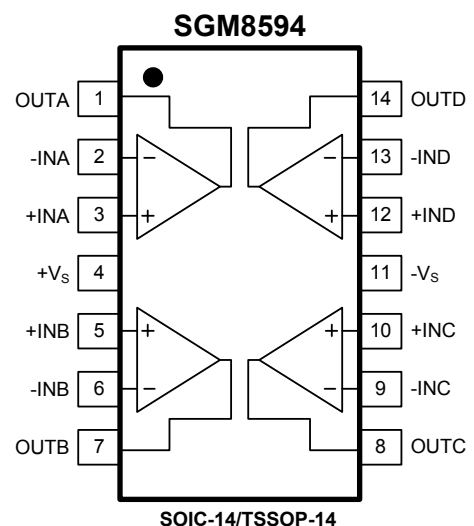 SGM8594
OUTA 1 14 OUTD
-INA 2 − − 13 -IND
+INA 3 + + 12 +IND
+VS 4 11 -VS
+INB 5 + + 10 +INC
-INB 6 − − 9 -INC
OUTB 7 8 OUTC
SOIC-14/TSSOP-14